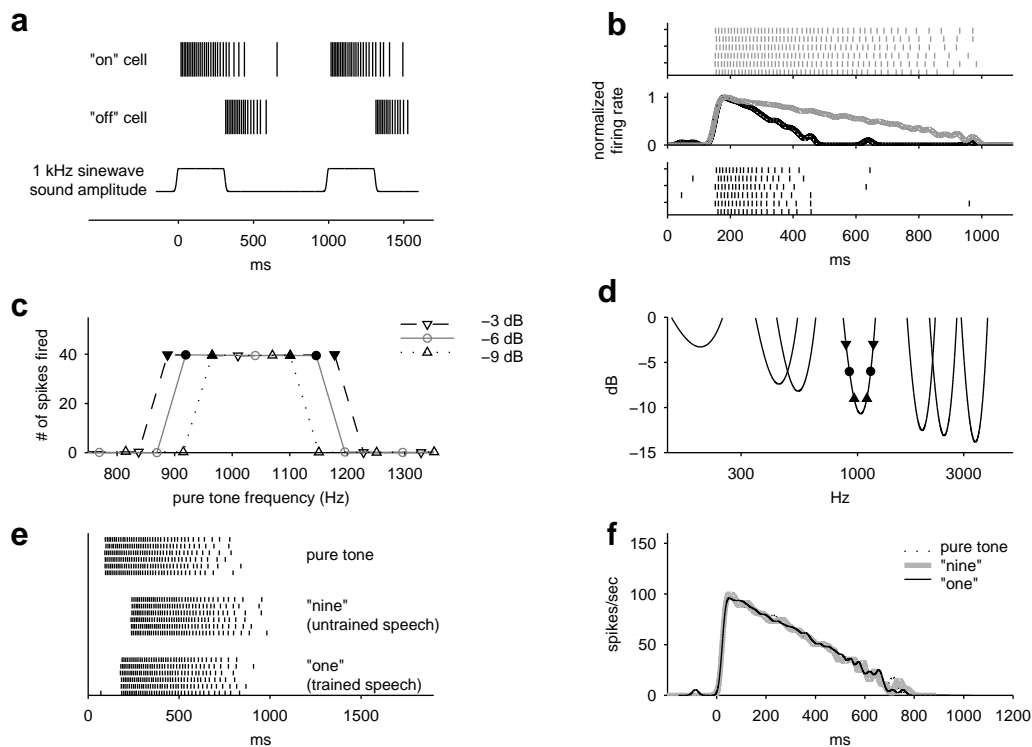 a
"on" cell
"off" cell
1 kHz sinewave
sound amplitude
0 500 1000 1500
ms
b
normalized
firing rate
1
0
0 200 400 600 800 1000
ms
c
# of spikes fired
40
20
0
800 900 1000 1100 1200 1300
pure tone frequency (Hz)
−3 dB
−6 dB
−9 dB
d
dB
0
−5
−10
−15
300 1000 3000
Hz
e
pure tone
"nine"
(untrained speech)
"one"
(trained speech)
0 500 1000 1500
ms
f
spikes/sec
150
100
50
0
pure tone
"nine"
"one"
0 200 400 600 800 1000 1200
ms